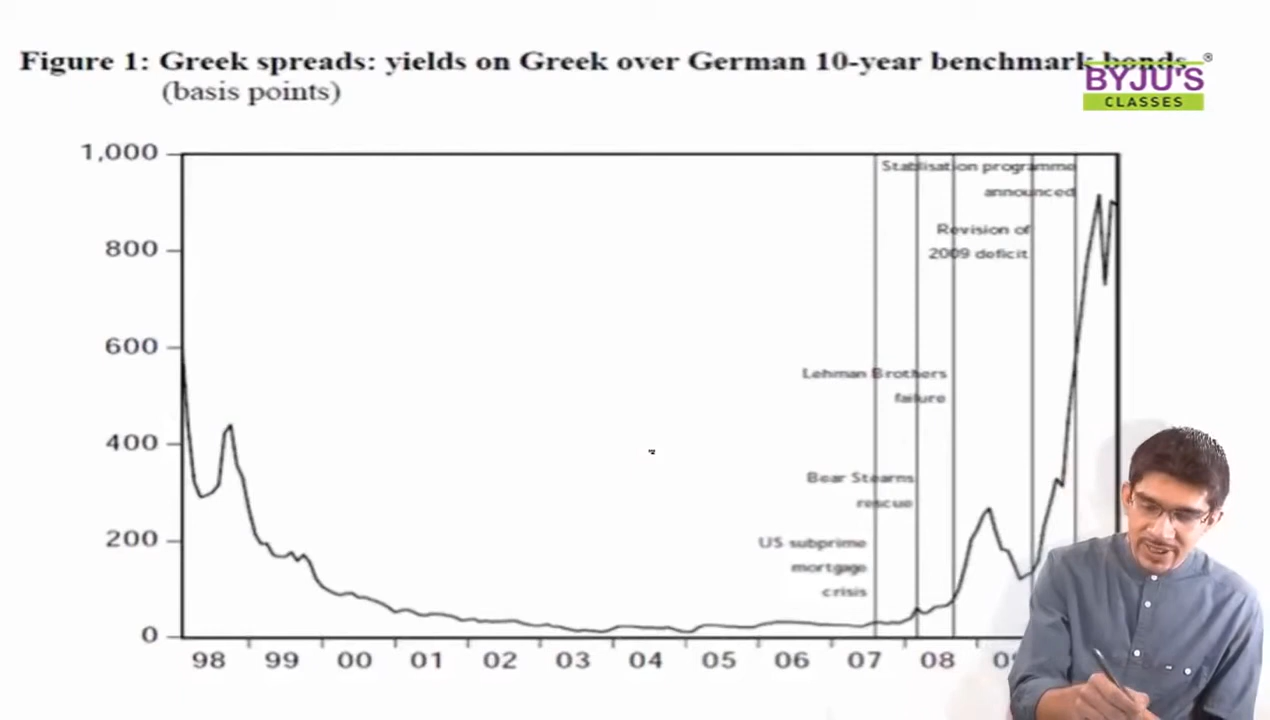 Figure 1: Greek spreads: yields on Greek over German 10-year benchmark bonds
(basis points)
BYJU'S
®
CLASSES
1,000
800
600
400
200
0
Stablisation programme
announced
Revision of
2009 deficit
Lehman Brothers
failure
Bear Stearns
rescue
US subprime
mortgage
crisis
98 99 00 01 02 03 04 05 06 07 08